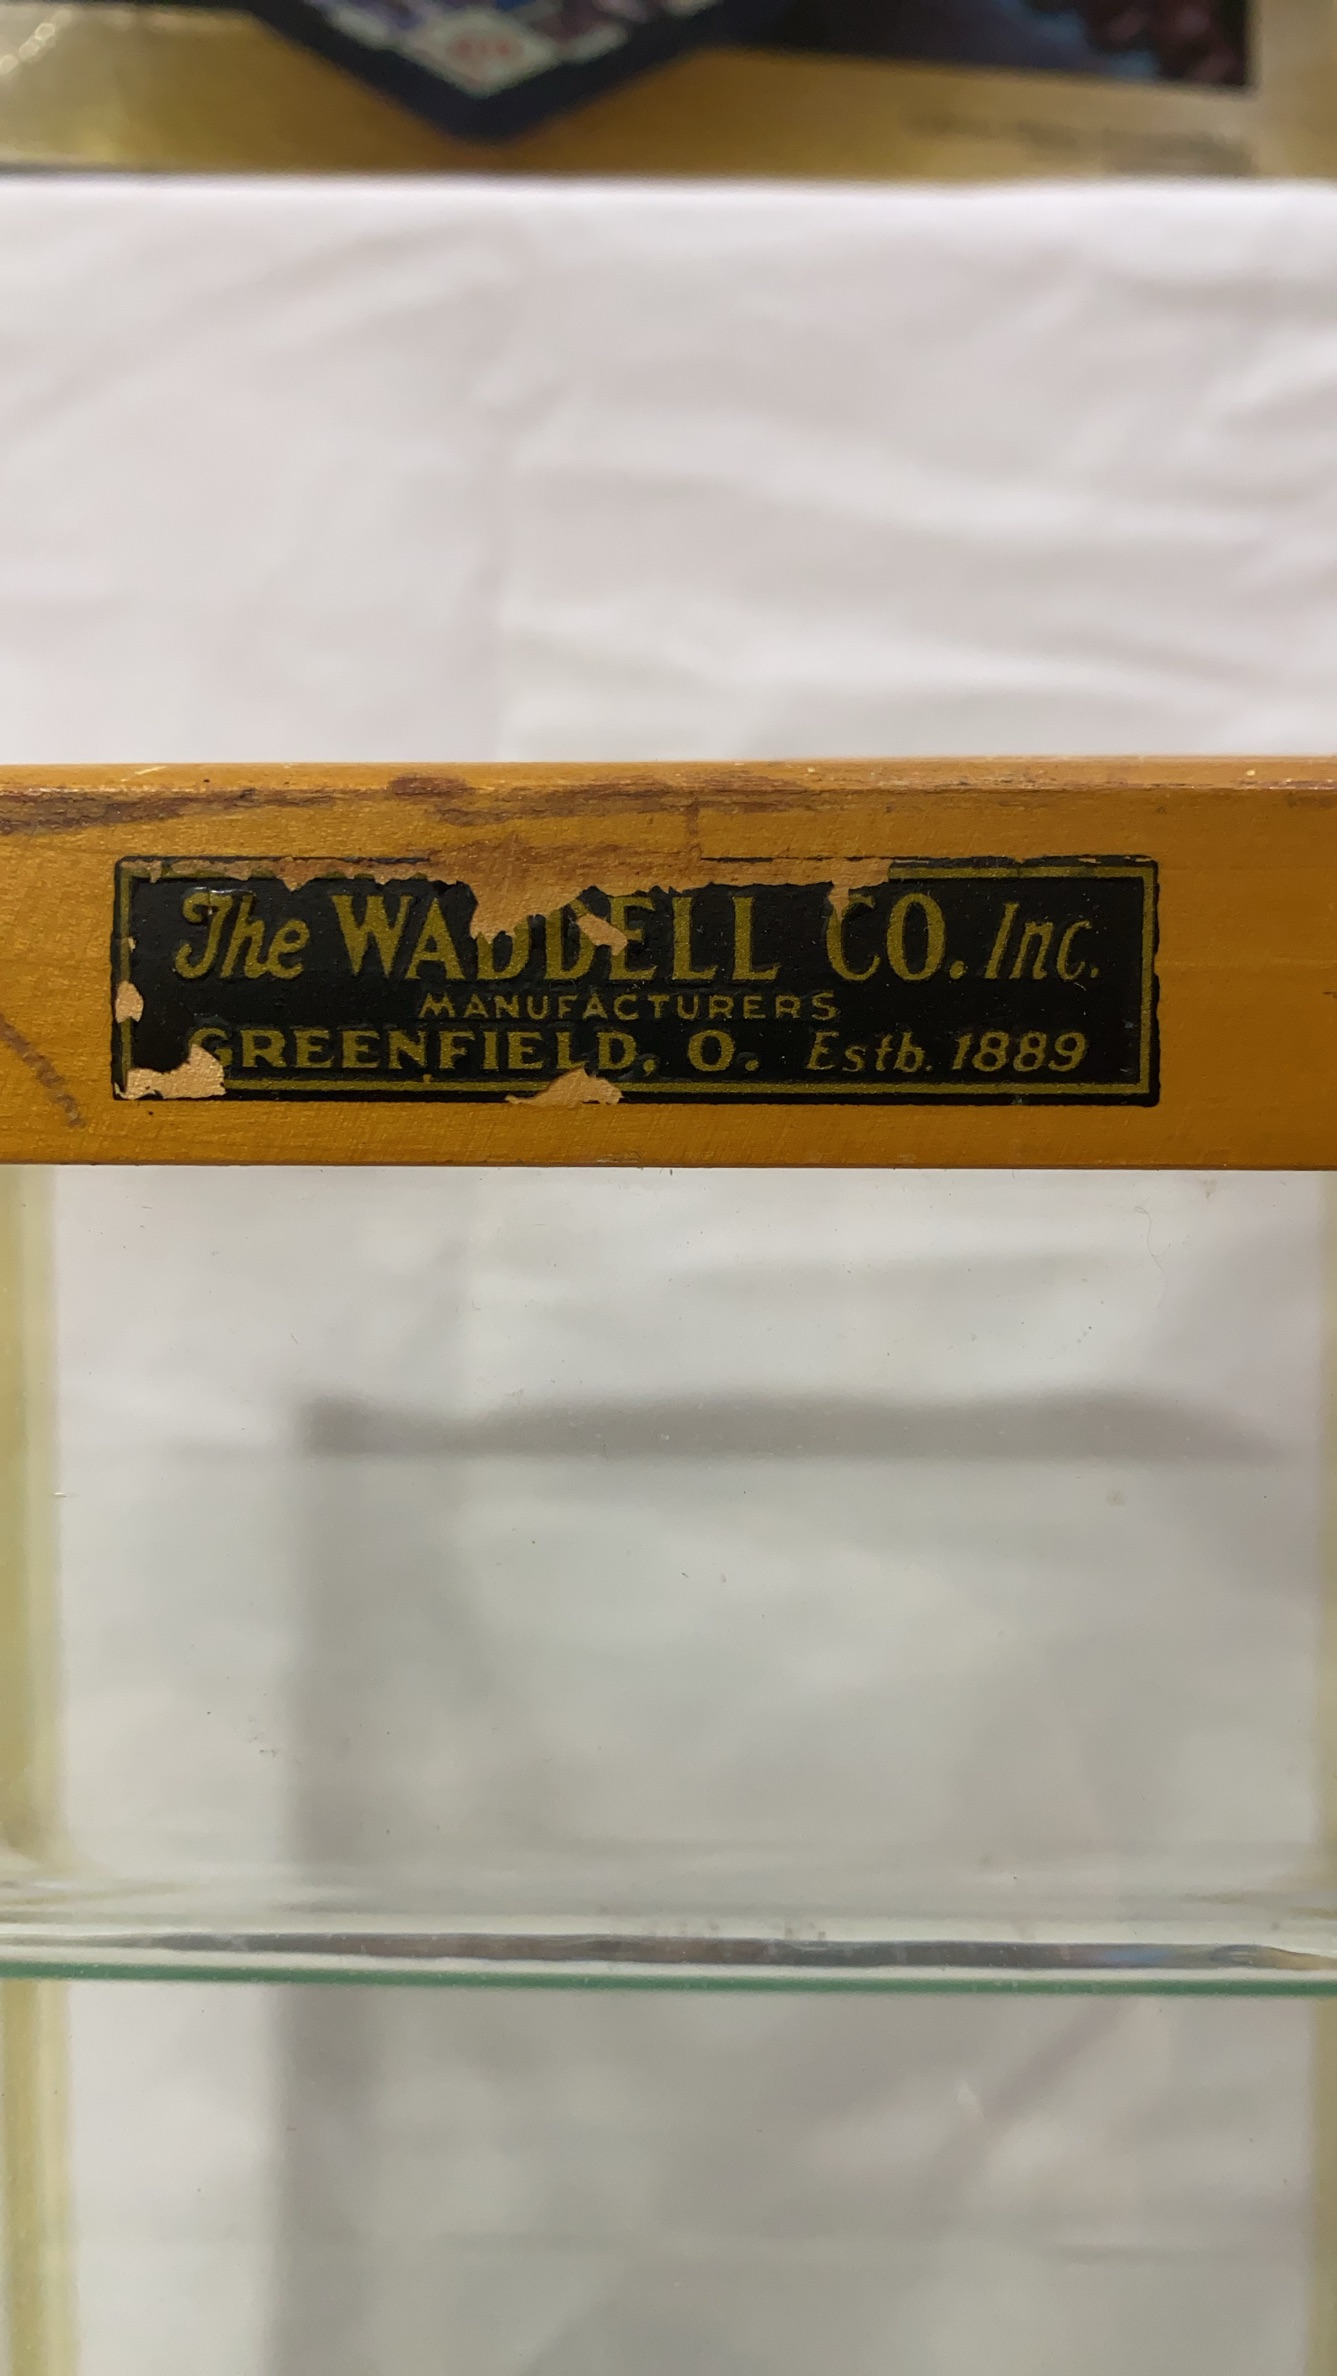 The WADDELL CO. Inc.
MANUFACTURERS
GREENFIELD, O. Estb. 1889